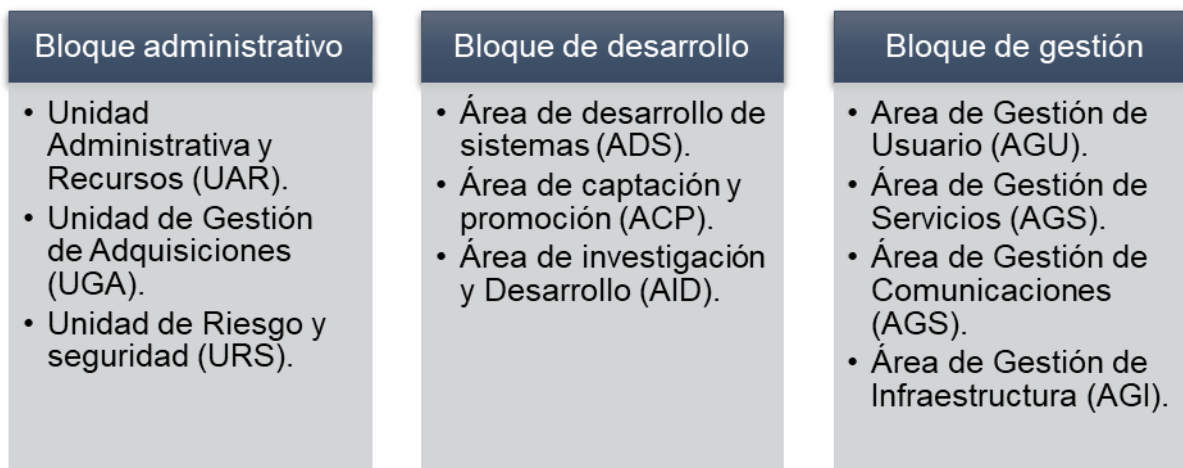 Bloque administrativo
• Unidad
Administrativa y
Recursos (UAR).
• Unidad de Gestión
de Adquisiciones
(UGA).
• Unidad de Riesgo y
seguridad (URS).
Bloque de desarrollo
• Área de desarrollo de
sistemas (ADS).
• Área de captación y
promoción (ACP).
• Área de investigación
y Desarrollo (AID).
Bloque de gestión
• Area de Gestión de
Usuario (AGU).
• Área de Gestión de
Servicios (AGS).
• Área de Gestión de
Comunicaciones
(AGS).
• Área de Gestión de
Infraestructura (AGI).